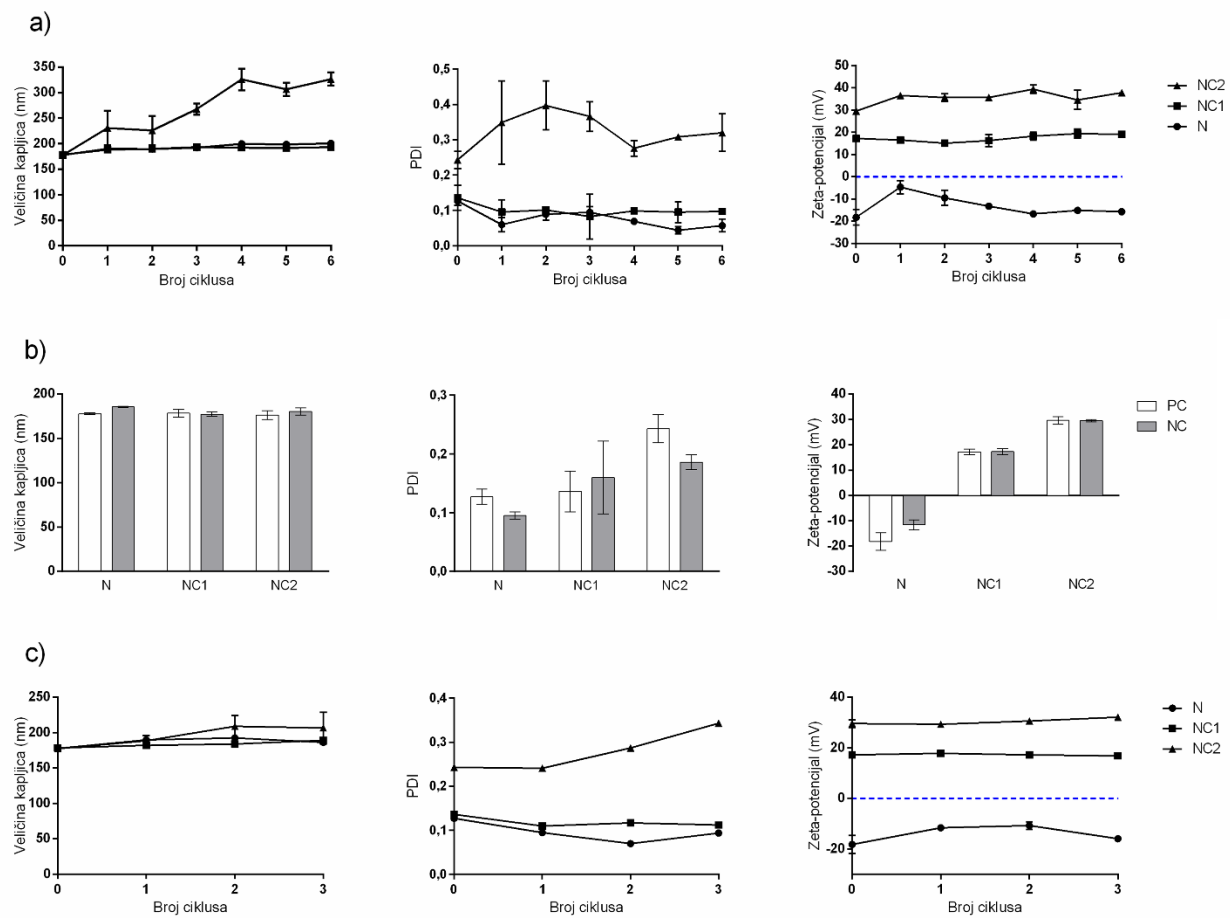 a)
Veličina kapljica (nm)
350
300
250
200
150
100
50
0
0 1 2 3 4 5 6
Broj ciklusa
PDI
0,5
0,4
0,3
0,2
0,1
0,0
0 1 2 3 4 5 6
Broj ciklusa
Zeta-potencijal (mV)
50
40
30
20
10
0
-10
-20
-30
0 1 2 3 4 5 6
Broj ciklusa
NC2
NC1
N
b)
Veličina kapljica (nm)
200
150
100
50
0
N NC1 NC2
PDI
0,3
0,2
0,1
0,0
N NC1 NC2
Zeta-potencijal (mV)
40
30
20
10
0
-10
-20
-30
N NC1 NC2
PC
NC
c)
Veličina kapljica (nm)
250
200
150
100
50
0
0 1 2 3
Broj ciklusa
PDI
0,4
0,3
0,2
0,1
0,0
0 1 2 3
Broj ciklusa
Zeta-potencijal (mV)
40
20
0
-20
0 1 2 3
Broj ciklusa
N
NC1
NC2